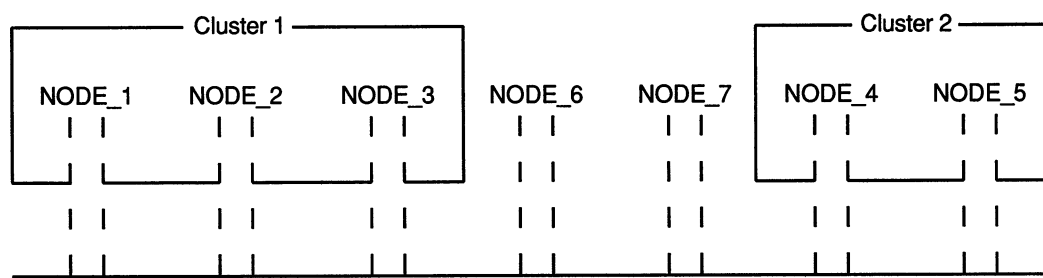 Cluster 1 Cluster 2
NODE_1 NODE_2 NODE_3 NODE_6 NODE_7 NODE_4 NODE_5